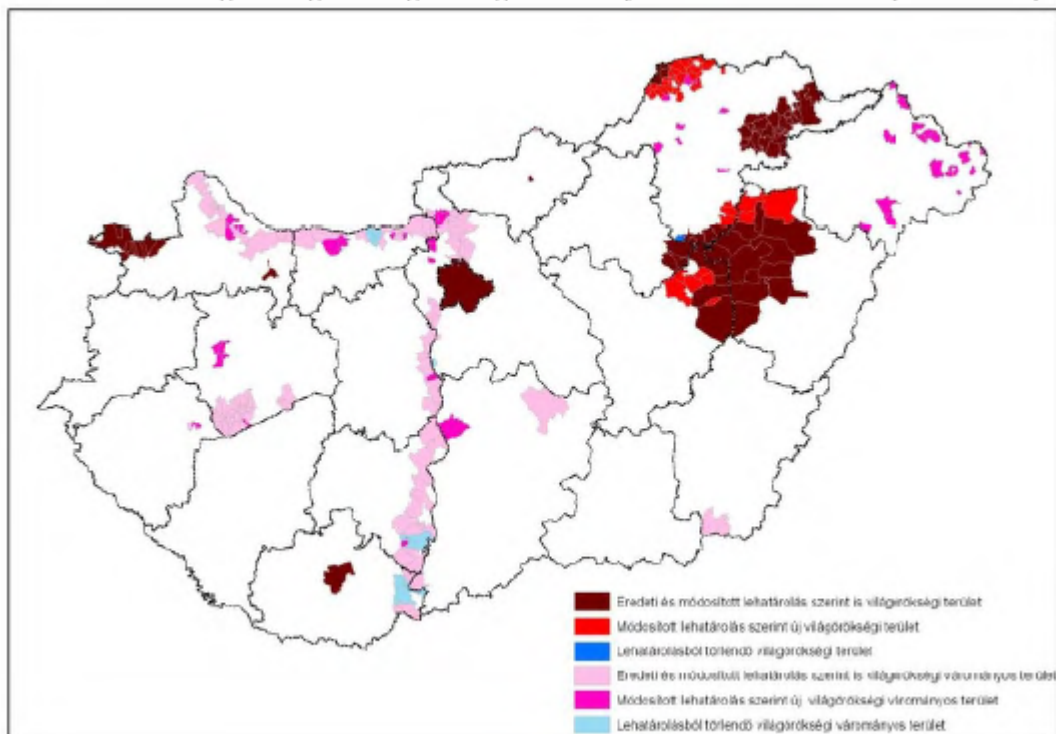 Eredeti és módosított lehatárolás szerint is világörökségi terület
Módosított lehatárolás szerint új világörökségi terület
Lehatárolásból törlendő világörökségi terület
Eredeti és módosított lehatárolás szerint is világörökségi várományos terület
Módosított lehatárolás szerint új világörökségi várományos terület
Lehatárolásból törlendő világörökségi várományos terület